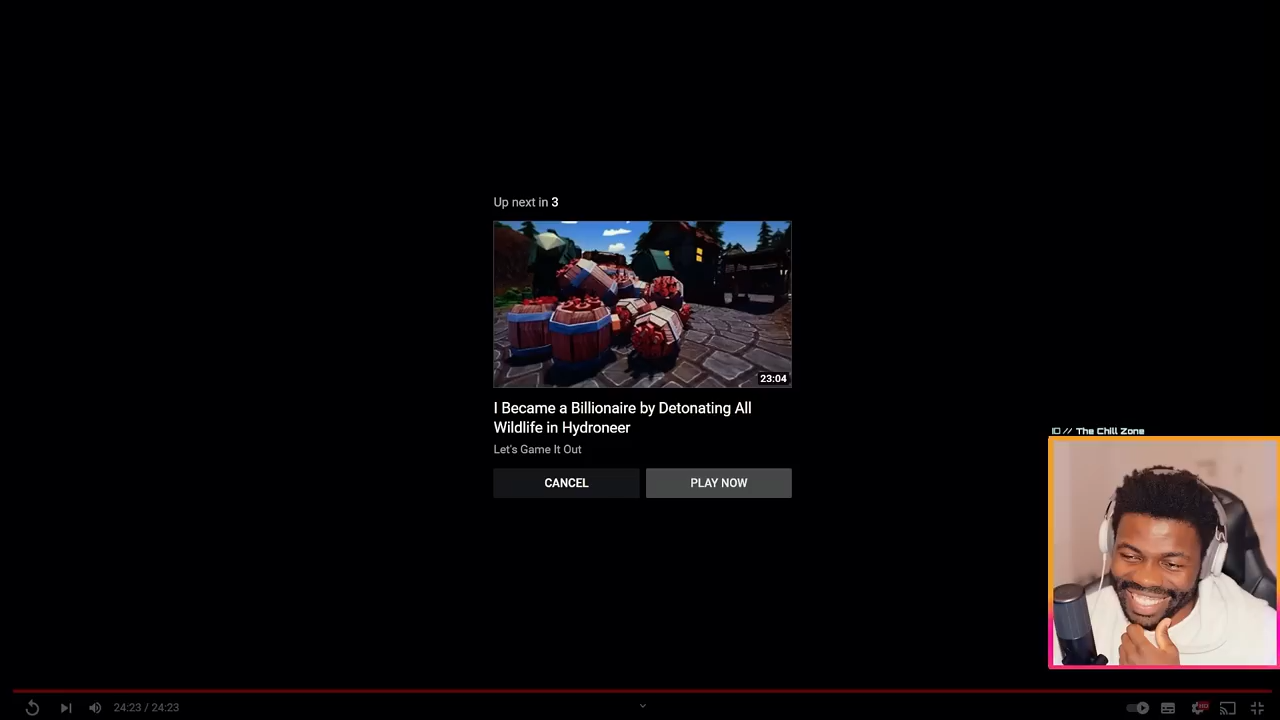 Up next in 3
23:04
I Became a Billionaire by Detonating All
Wildlife in Hydroneer
Let's Game It Out
CANCEL
PLAY NOW
// The Chill Zone
24:23 / 24:23